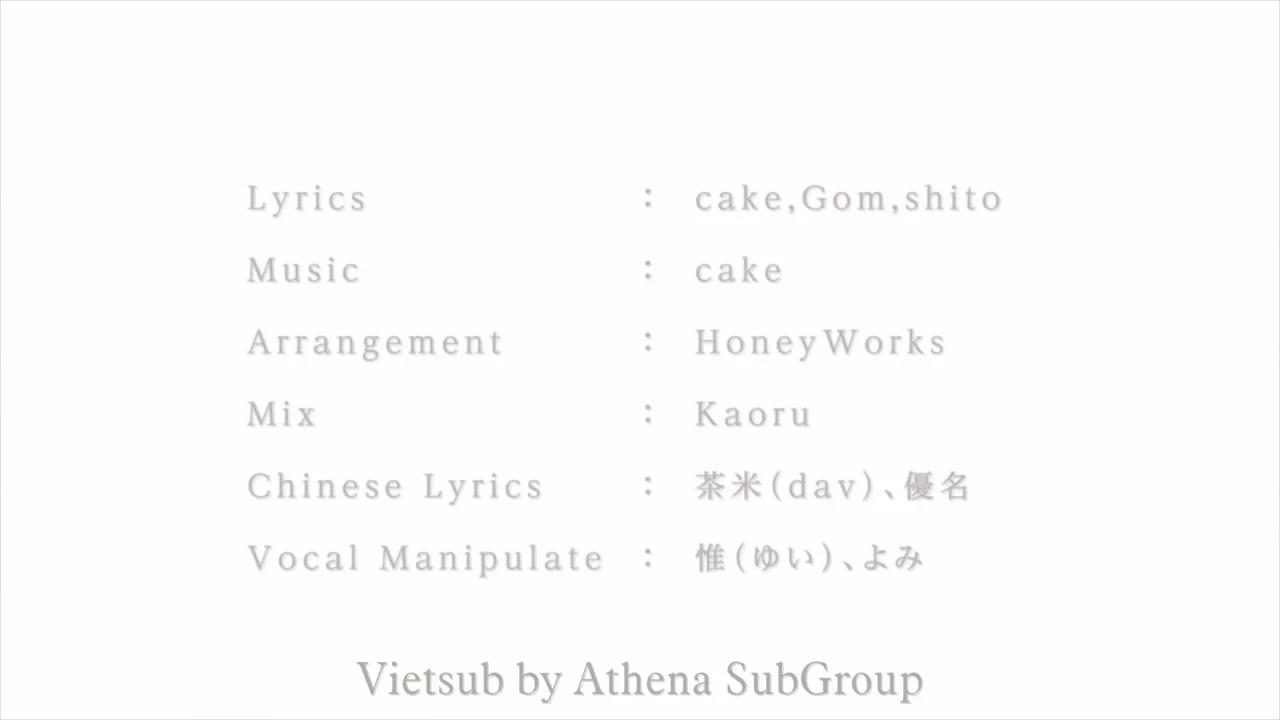 Lyrics : cake,Gom,shito
Music : cake
Arrangement : HoneyWorks
Mix : Kaoru
Chinese Lyrics : 茶米(dav)、優名
Vocal Manipulate : 惟(ゆい)、よみ
Vietsub by Athena SubGroup